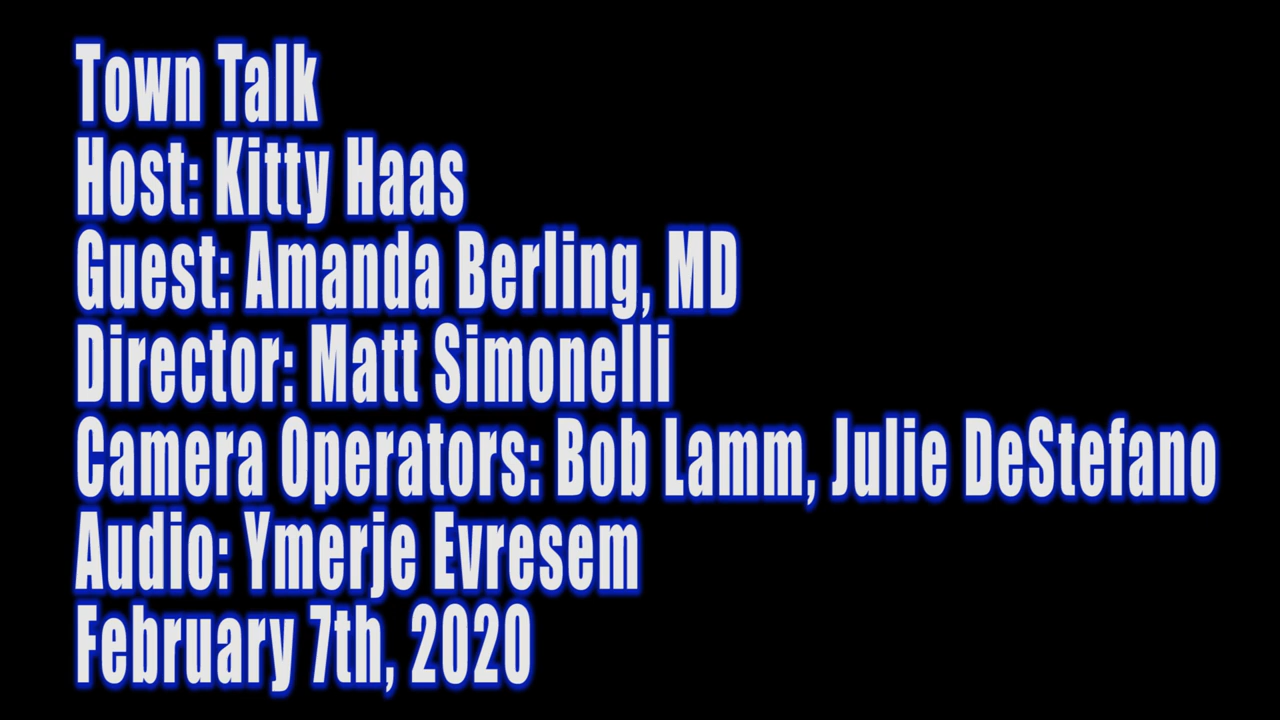 Town Talk
Host: Kitty Haas
Guest: Amanda Berling, MD
Director: Matt Simonelli
Camera Operators: Bob Lamm, Julie DeStefano
Audio: Ymerje Evresem
February 7th, 2020